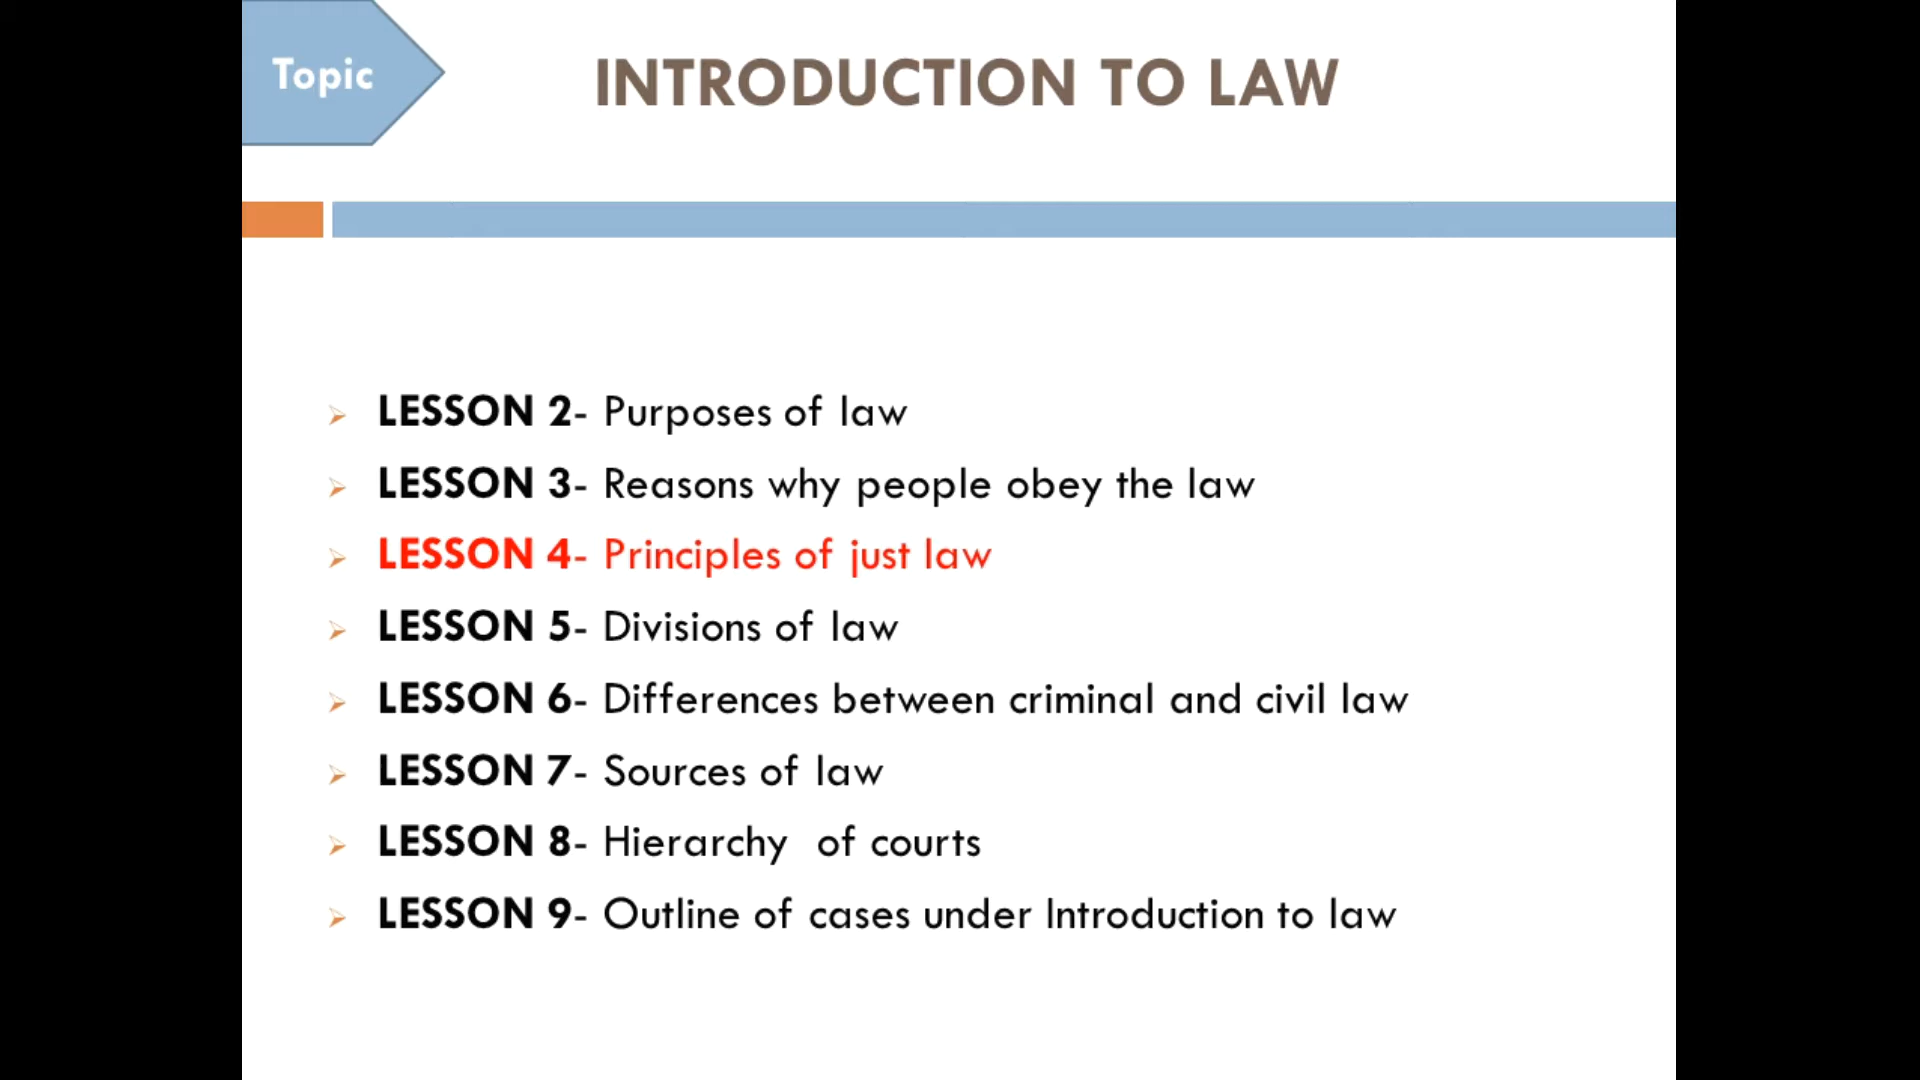 Topic
INTRODUCTION TO LAW
LESSON 2- Purposes of law
LESSON 3- Reasons why people obey the law
LESSON 4- Principles of just law
LESSON 5- Divisions of law
LESSON 6- Differences between criminal and civil law
LESSON 7- Sources of law
LESSON 8- Hierarchy  of courts
LESSON 9- Outline of cases under Introduction to law